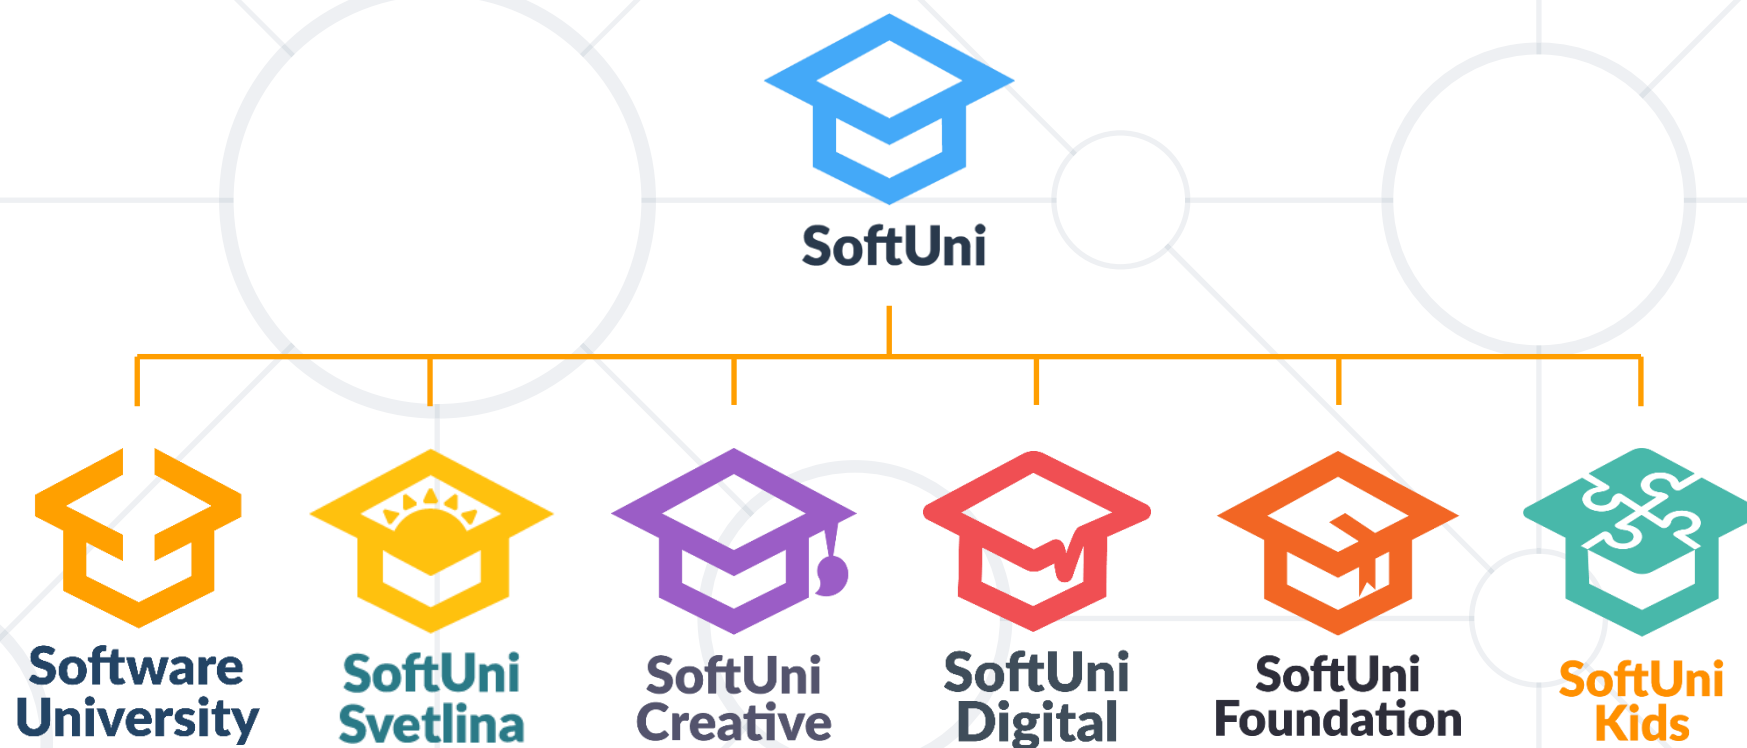 SoftUni
Software
University
SoftUni
Svetlina
SoftUni
Creative
SoftUni
Digital
SoftUni
Foundation
SoftUni
Kids